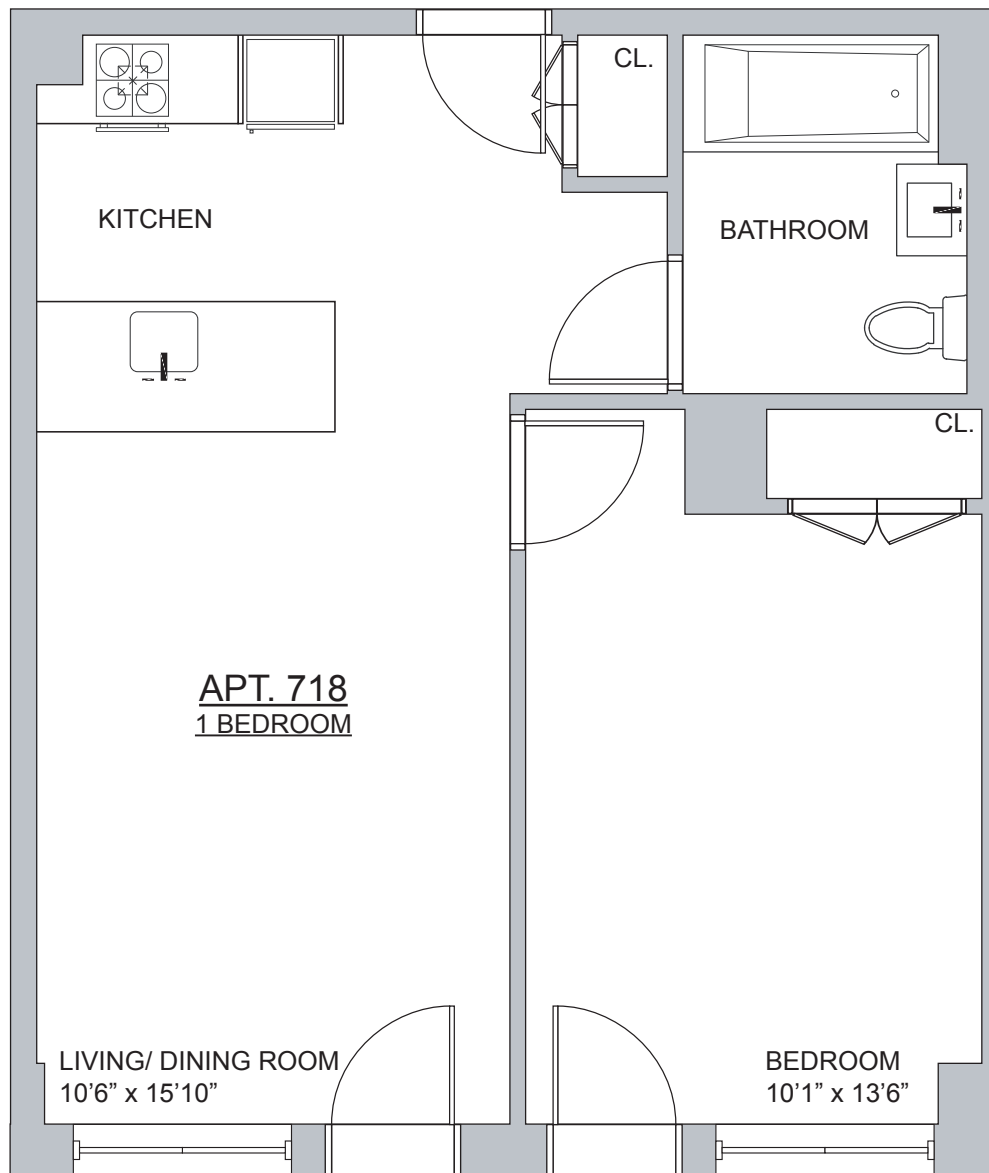 CL.
KITCHEN
BATHROOM
CL.
APT. 718
1 BEDROOM
LIVING/ DINING ROOM
10’6” x 15’10”
BEDROOM
10’1” x 13’6”